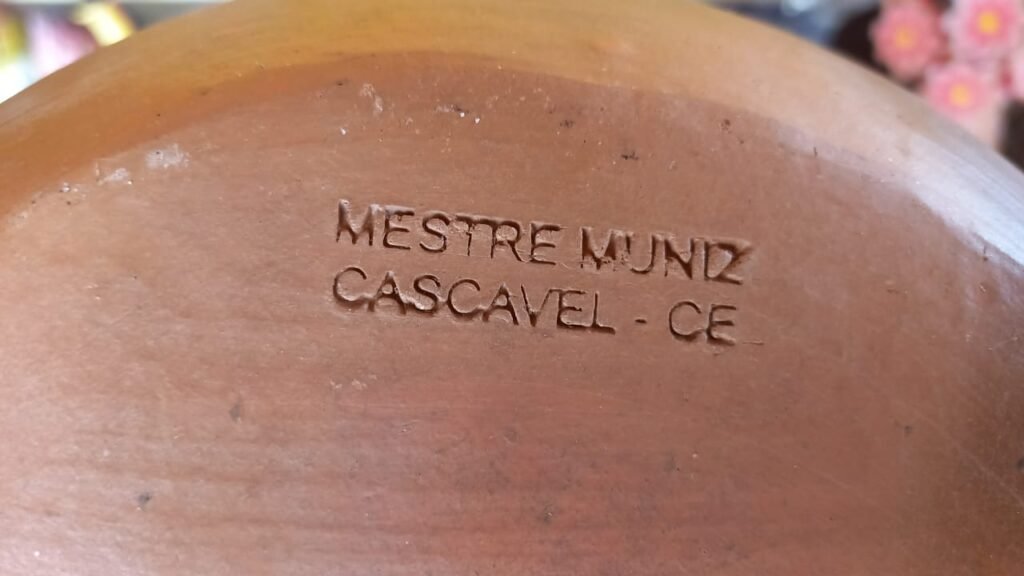 MESTRE MUNIZ
CASCAVEL - CE